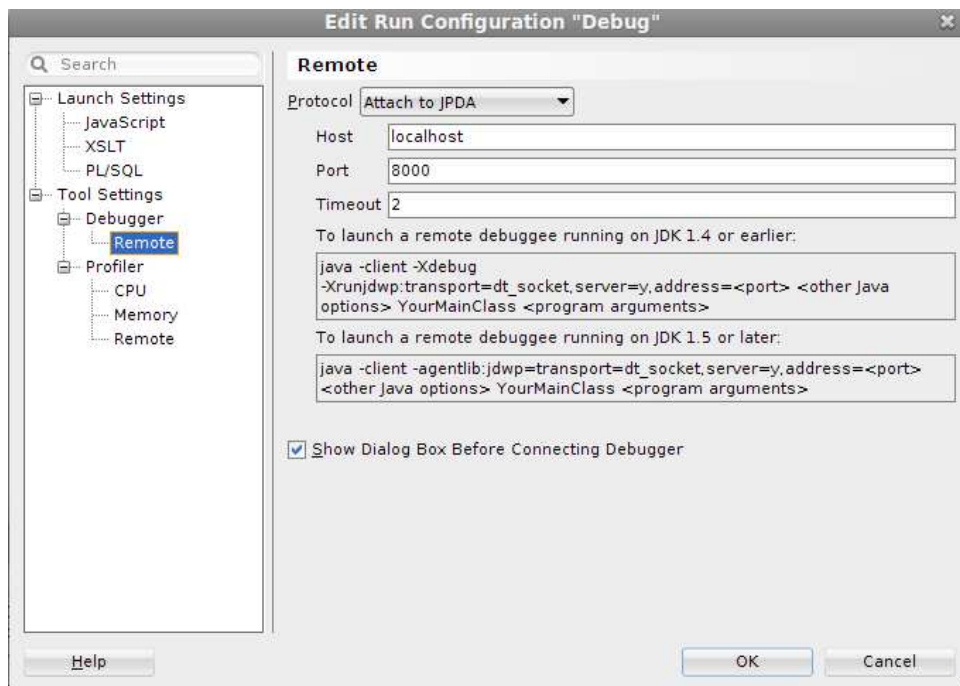 Edit Run Configuration "Debug"
Search
Launch Settings
JavaScript
XSLT
PL/SQL
Tool Settings
Debugger
Remote
Profiler
CPU
Memory
Remote
Remote
Protocol Attach to JPDA
Host localhost
Port 8000
Timeout 2
To launch a remote debuggee running on JDK 1.4 or earlier:
java -client -Xdebug
-Xrunjdwp:transport=dt_socket,server=y,address=<port> <other Java
options> YourMainClass <program arguments>
To launch a remote debuggee running on JDK 1.5 or later:
java -client -agentlib:jdwp=transport=dt_socket,server=y,address=<port>
<other Java options> YourMainClass <program arguments>
Show Dialog Box Before Connecting Debugger
Help
OK
Cancel